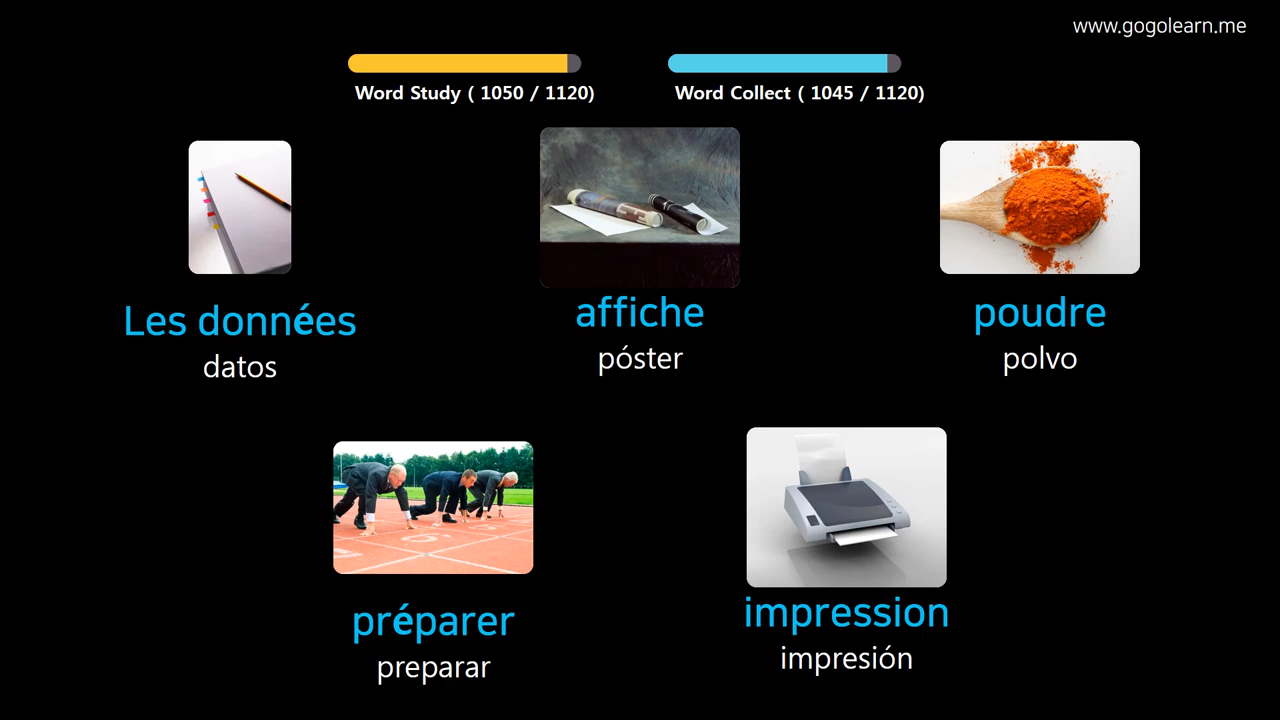 www.gogolearn.me
Word Study ( 1050 / 1120)
Word Collect ( 1045 / 1120)
Les données
datos
affiche
póster
poudre
polvo
préparer
preparar
impression
impresión